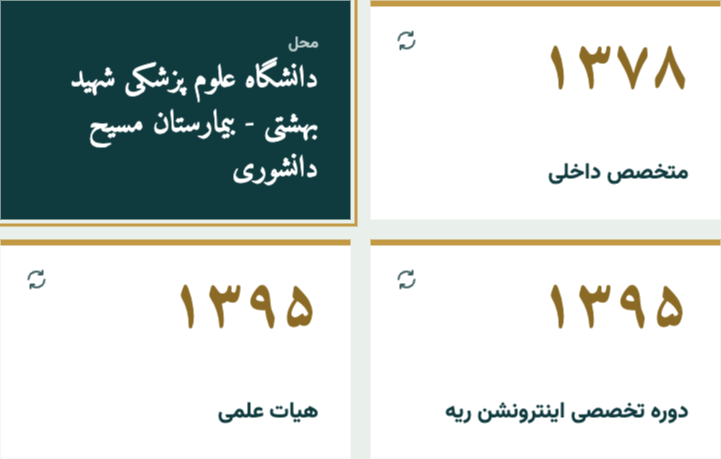 ۱۳۷۸
متخصص داخلی
محل
دانشگاه علوم پزشکی شهید
بهشتی - بیمارستان مسیح
دانشوری
۱۳۹۵
دوره تخصصی اینترونشن ریه
۱۳۹۵
هیات علمی